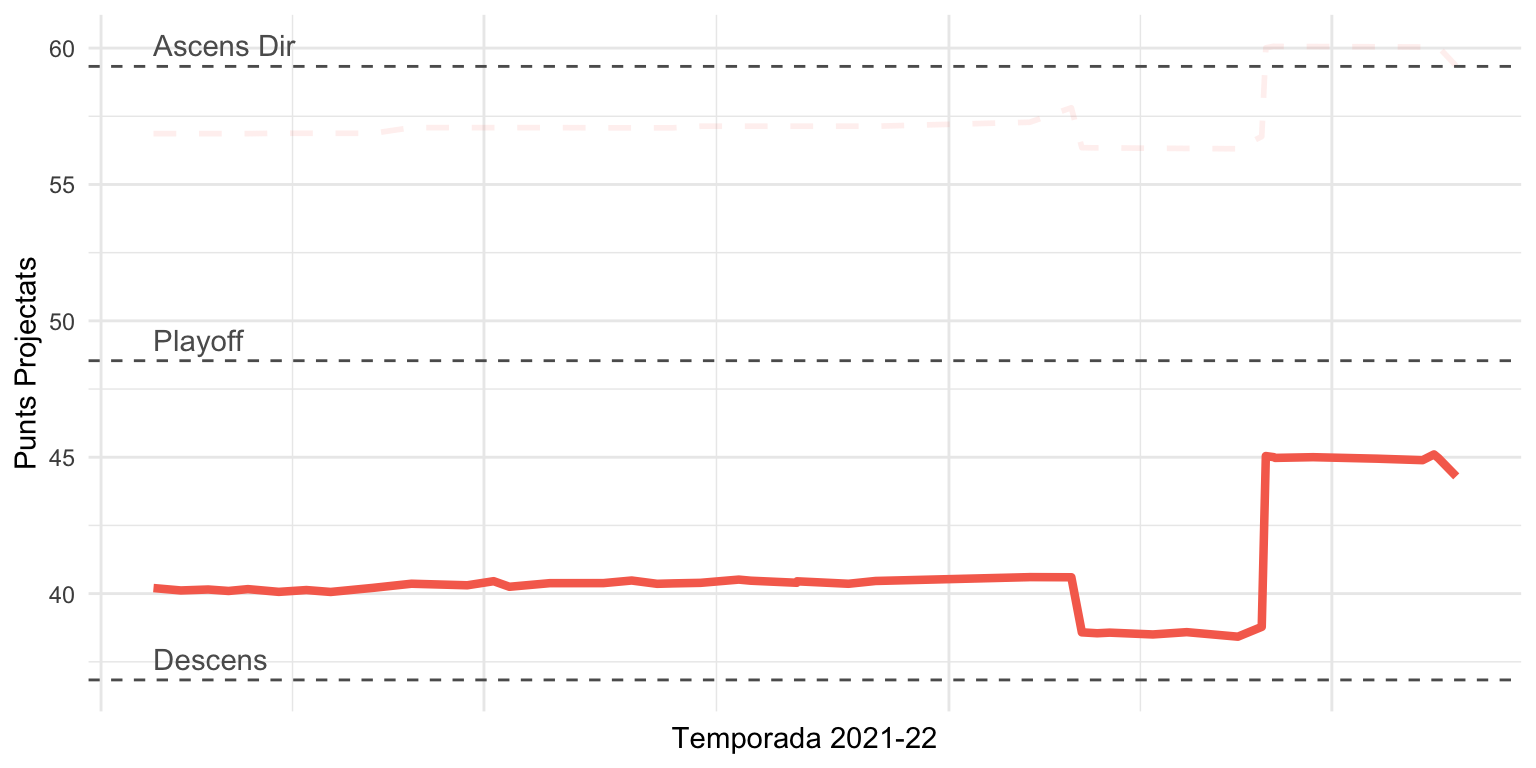 60
Ascens Dir
55
50
Playoff
45
40
Descens
Punts Projectats
Temporada 2021-22